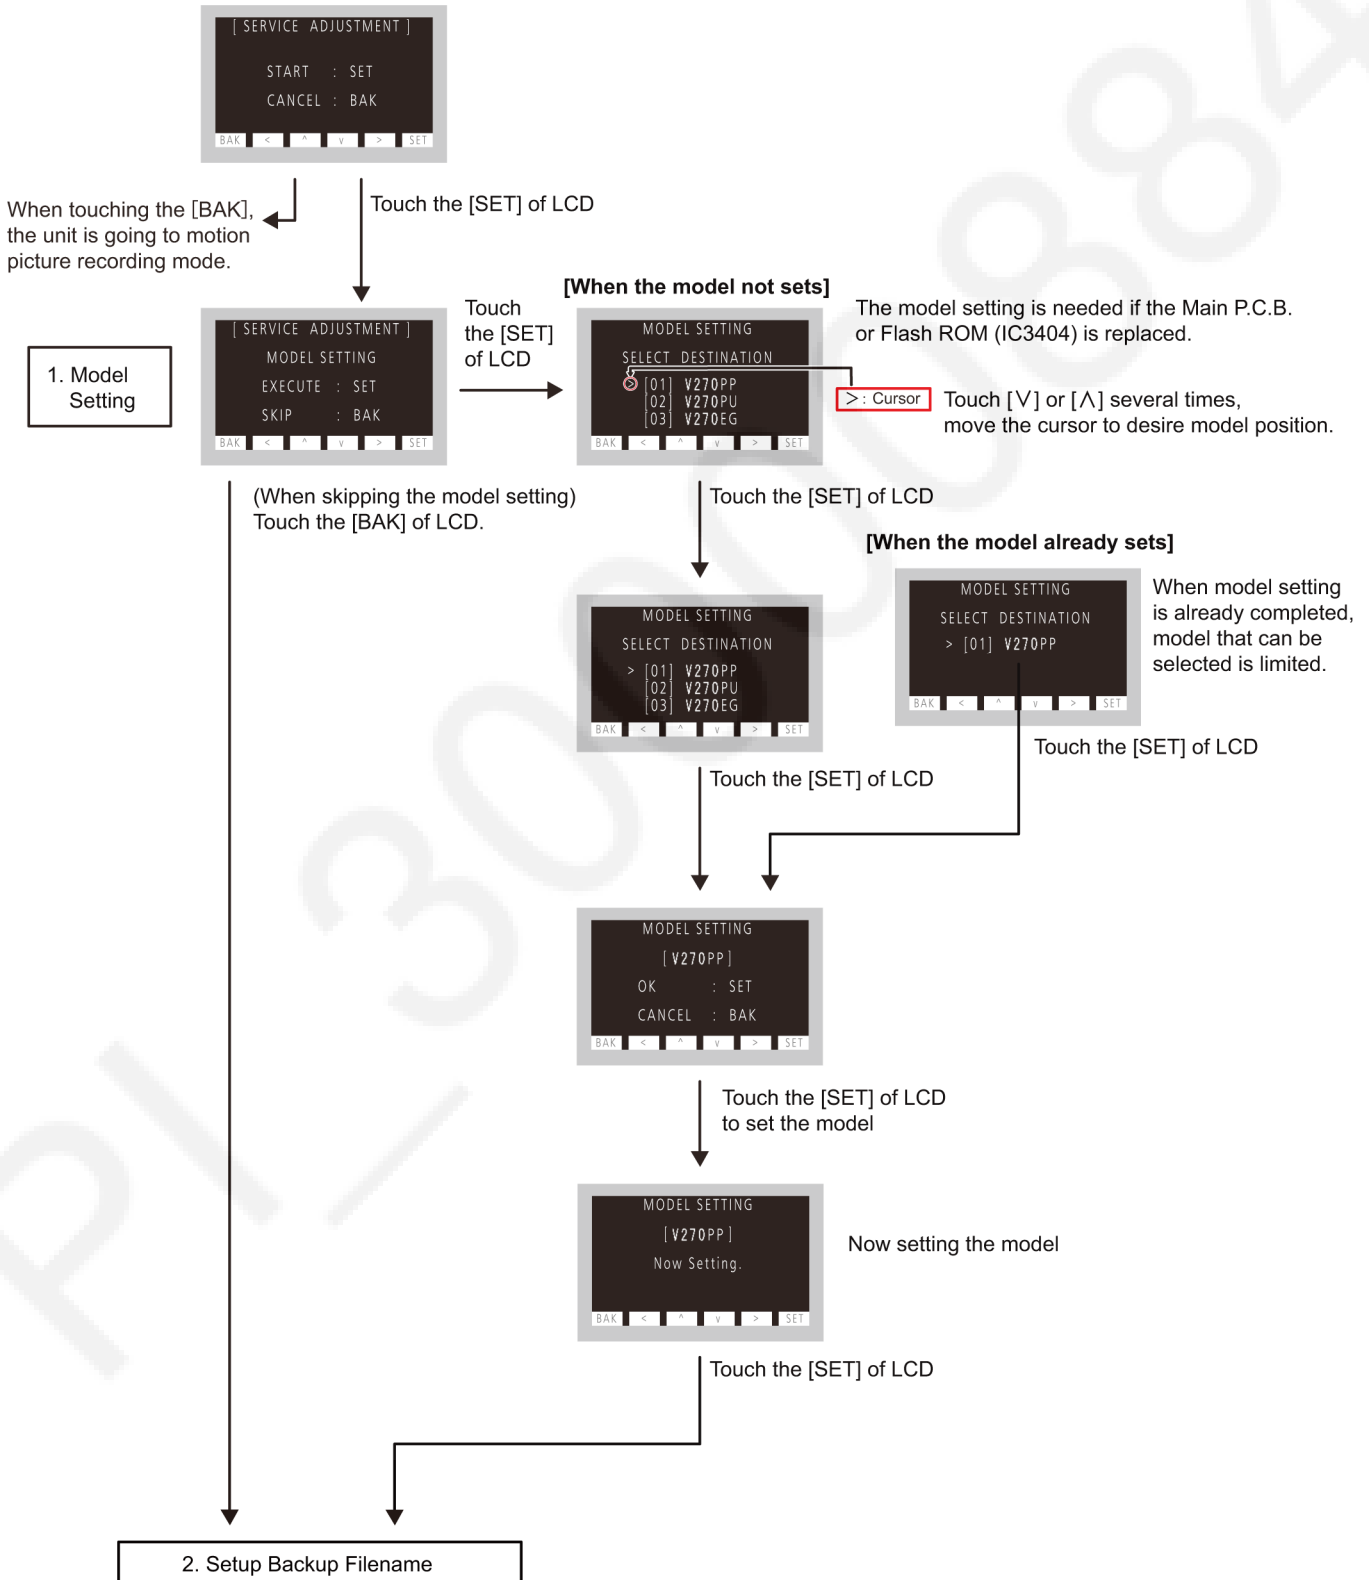 [ SERVICE ADJUSTMENT ]
START : SET
CANCEL : BAK
BAK < ^ v > SET
When touching the [BAK],
the unit is going to motion
picture recording mode.
Touch the [SET] of LCD
1. Model
Setting
[ SERVICE ADJUSTMENT ]
MODEL SETTING
EXECUTE : SET
SKIP : BAK
BAK < ^ v > SET
Touch
the [SET]
of LCD
[When the model not sets]
MODEL SETTING
SELECT DESTINATION
> [01] V270PP
[02] V270PU
[03] V270EG
BAK < ^ v > SET
The model setting is needed if the Main P.C.B.
or Flash ROM (IC3404) is replaced.
> : Cursor
Touch [∨] or [∧] several times,
move the cursor to desire model position.
(When skipping the model setting)
Touch the [BAK] of LCD.
Touch the [SET] of LCD
MODEL SETTING
SELECT DESTINATION
> [01] V270PP
[02] V270PU
[03] V270EG
BAK < ^ v > SET
[When the model already sets]
MODEL SETTING
SELECT DESTINATION
> [01] V270PP
BAK < ^ v > SET
When model setting
is already completed,
model that can be
selected is limited.
Touch the [SET] of LCD
Touch the [SET] of LCD
MODEL SETTING
[ V270PP ]
OK : SET
CANCEL : BAK
BAK < ^ v > SET
Touch the [SET] of LCD
to set the model
MODEL SETTING
[ V270PP ]
Now Setting.
BAK < ^ v > SET
Now setting the model
Touch the [SET] of LCD
2. Setup Backup Filename